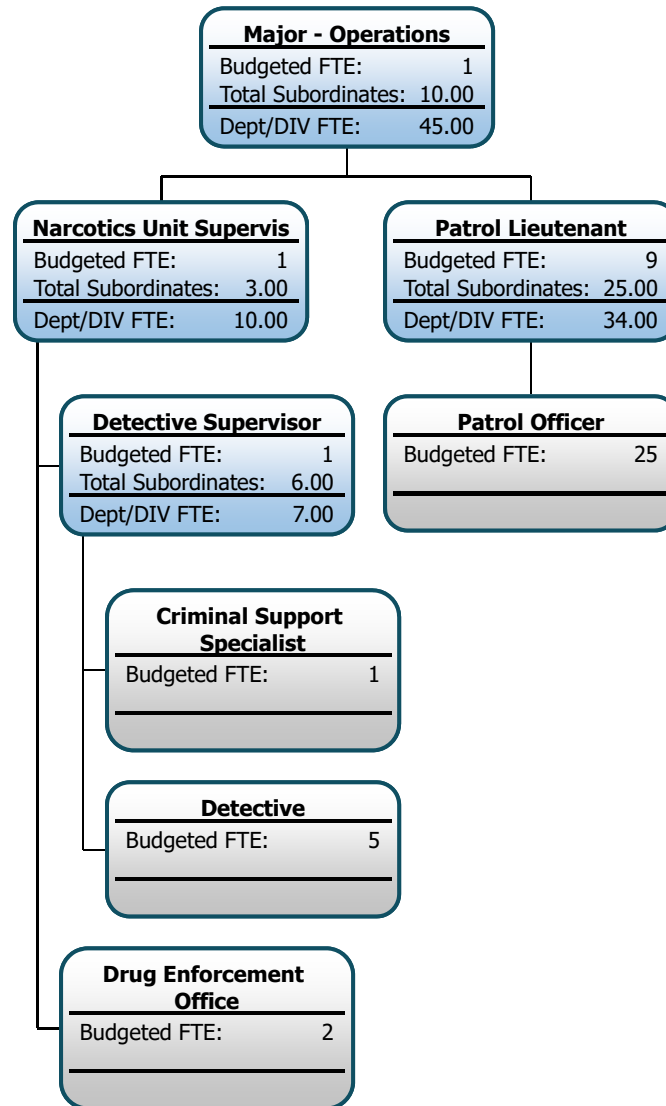 Major - Operations
Budgeted FTE: 1
Total Subordinates: 10.00
Dept/DIV FTE: 45.00
Narcotics Unit Supervis
Budgeted FTE: 1
Total Subordinates: 3.00
Dept/DIV FTE: 10.00
Patrol Lieutenant
Budgeted FTE: 9
Total Subordinates: 25.00
Dept/DIV FTE: 34.00
Detective Supervisor
Budgeted FTE: 1
Total Subordinates: 6.00
Dept/DIV FTE: 7.00
Patrol Officer
Budgeted FTE: 25
Criminal Support
Specialist
Budgeted FTE: 1
Detective
Budgeted FTE: 5
Drug Enforcement
Office
Budgeted FTE: 2